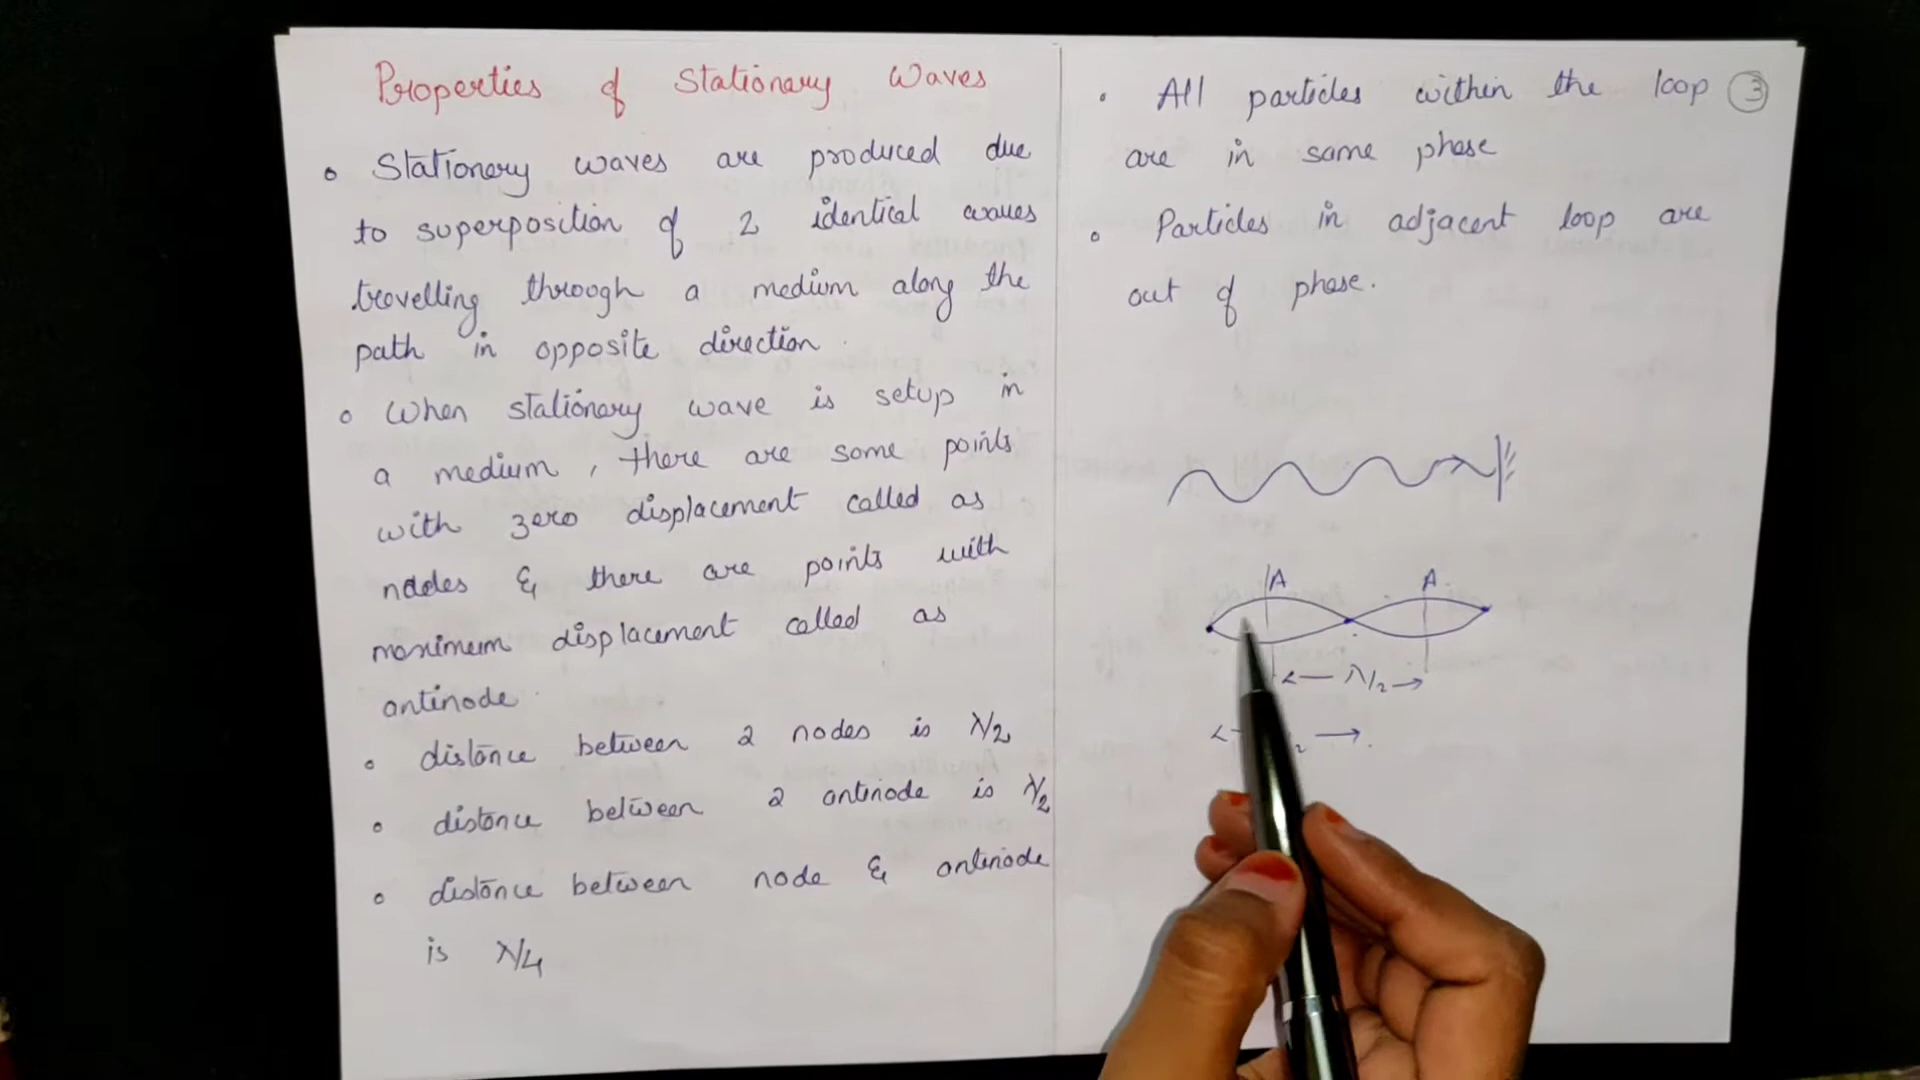 Properties of Stationary Waves
◦ Stationary waves are produced due
to superposition of 2 identical waves
travelling through a medium along the
path in opposite direction.
◦ When stationary wave is setup in
a medium, there are some points
with zero displacement called as
nodes & there are points with
maximum displacement called as
antinode.
◦ distance between 2 nodes is λ/2
◦ distance between 2 antinode is λ/2
◦ distance between node & antinode
is λ/4
• All particles within the loop ③
are in same phase
◦ Particles in adjacent loop are
out of phase.
A A
λ/2